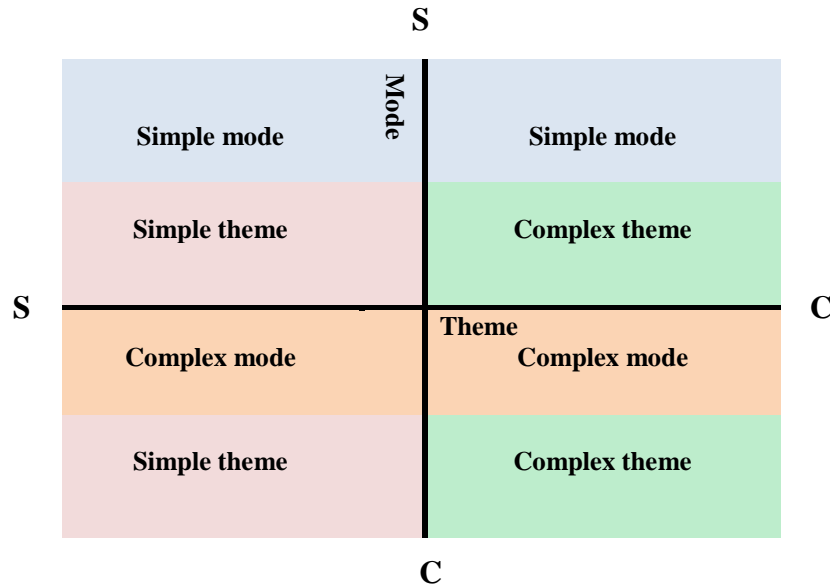 S
Mode
Simple mode
Simple mode
Simple theme
Complex theme
S
C
Theme
Complex mode
Complex mode
Simple theme
Complex theme
C